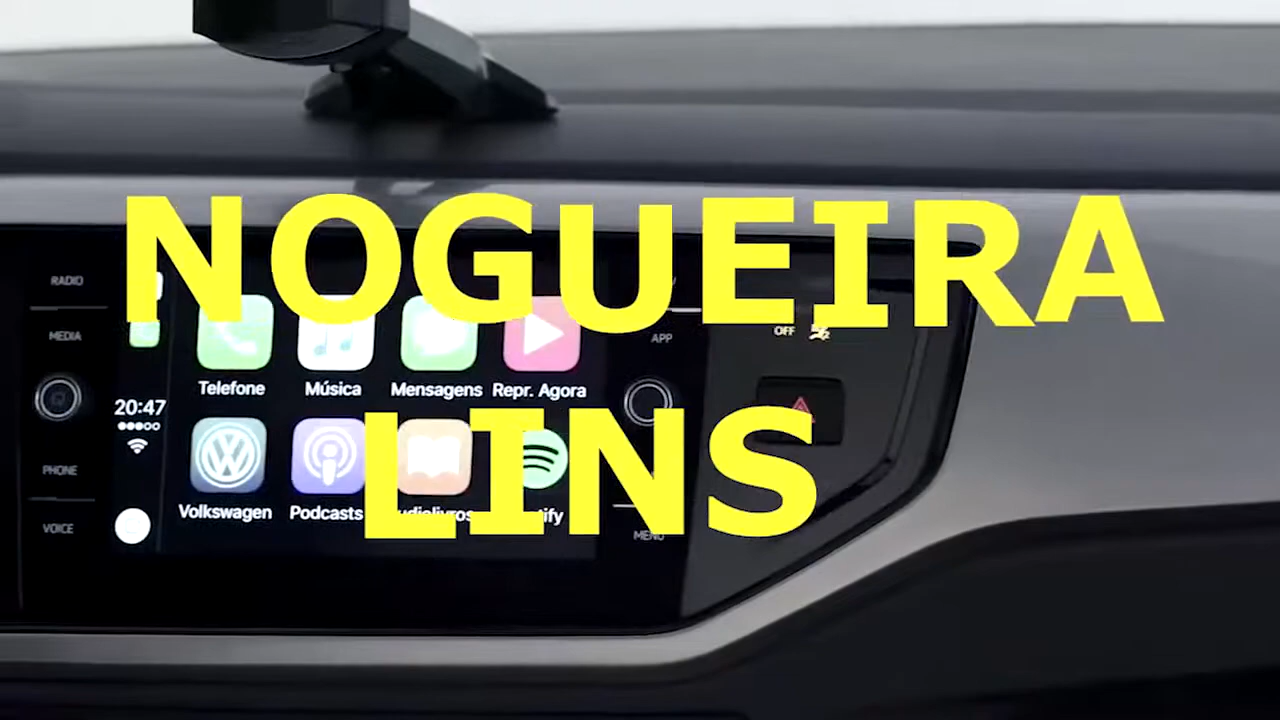 NOGUEIRA
LINS
RADIO
MEDIA
PHONE
VOICE
20:47
Telefone
Música
Mensagens
Repr. Agora
Volkswagen
Podcasts
APP
MENU
OFF